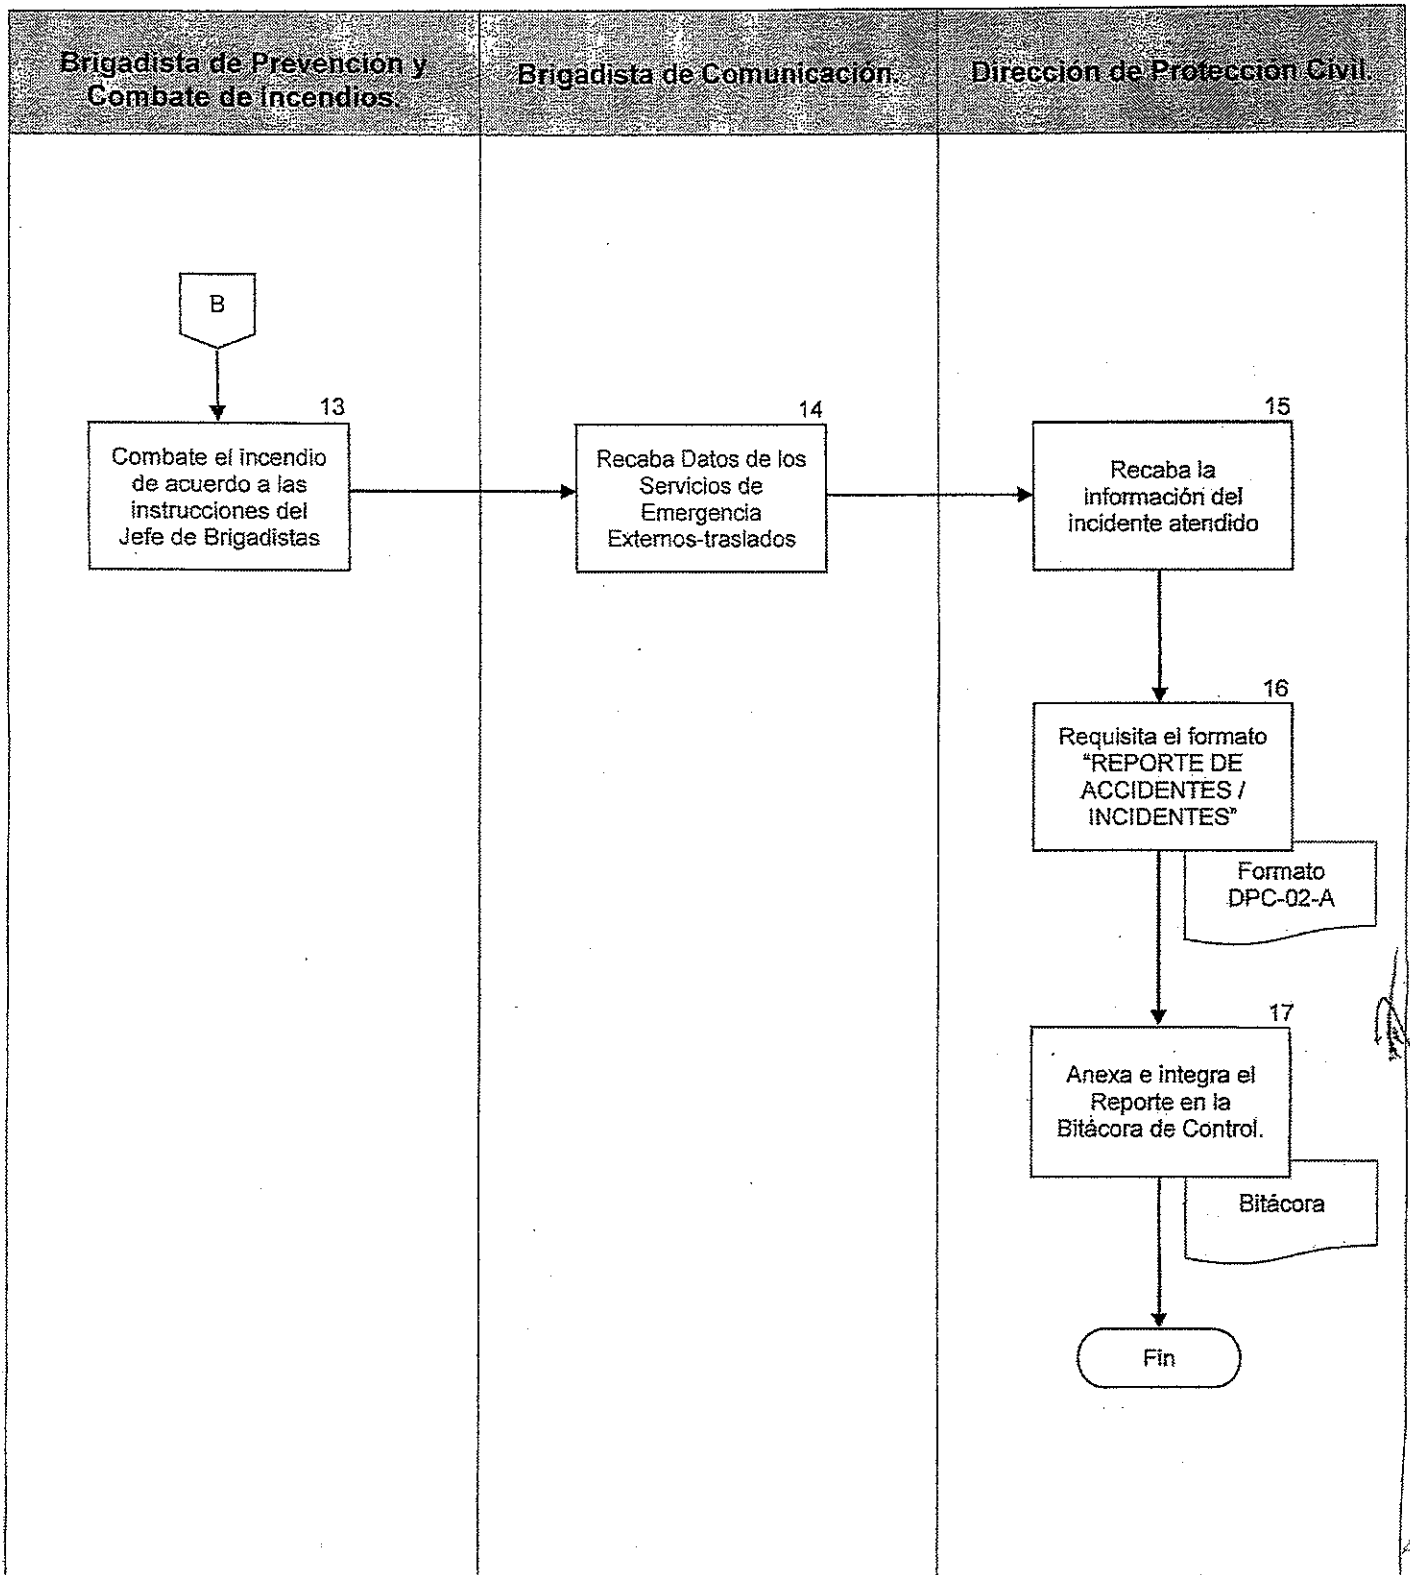 Brigadista de Prevención y
Combate de Incendios.
Brigadista de Comunicación.
Dirección de Protección Civil.
B
13
Combate el incendio
de acuerdo a las
instrucciones del
Jefe de Brigadistas
14
Recaba Datos de los
Servicios de
Emergencia
Externos-traslados
15
Recaba la
información del
incidente atendido
16
Requisita el formato
"REPORTE DE
ACCIDENTES /
INCIDENTES"
Formato
DPC-02-A
17
Anexa e integra el
Reporte en la
Bitácora de Control.
Bitácora
Fin